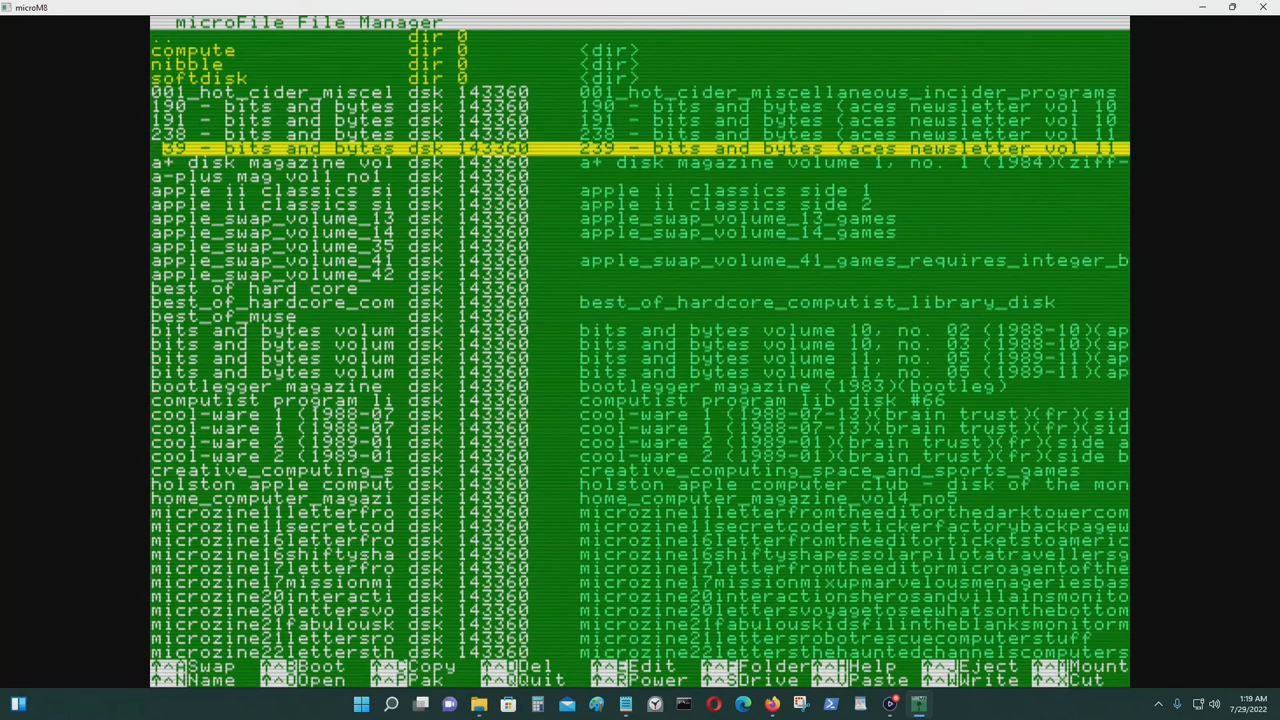 microM8
microFile File Manager
.. dir 0
compute dir 0 <dir>
nibble dir 0 <dir>
softdisk dir 0 <dir>
001_hot_cider_miscel dsk 143360 001_hot_cider_miscellaneous_incider_programs
190 - bits and bytes dsk 143360 190 - bits and bytes (aces newsletter vol 10
191 - bits and bytes dsk 143360 191 - bits and bytes (aces newsletter vol 10
238 - bits and bytes dsk 143360 238 - bits and bytes (aces newsletter vol 11
39 - bits and bytes dsk 143360 239 - bits and bytes (aces newsletter vol 11
a+ disk magazine vol dsk 143360 a+ disk magazine volume 1, no. 1 (1984)(ziff-
a-plus mag vol1 no1 dsk 143360
apple ii classics si dsk 143360 apple ii classics side 1
apple ii classics si dsk 143360 apple ii classics side 2
apple_swap_volume_13 dsk 143360 apple_swap_volume_13_games
apple_swap_volume_14 dsk 143360 apple_swap_volume_14_games
apple_swap_volume_35 dsk 143360
apple_swap_volume_41 dsk 143360 apple_swap_volume_41_games_requires_integer_b
apple_swap_volume_42 dsk 143360
best of hard core dsk 143360
best_of_hardcore_com dsk 143360 best_of_hardcore_computist_library_disk
best_of_muse dsk 143360
bits and bytes volum dsk 143360 bits and bytes volume 10, no. 02 (1988-10)(ap
bits and bytes volum dsk 143360 bits and bytes volume 10, no. 03 (1988-11)(ap
bits and bytes volum dsk 143360 bits and bytes volume 11, no. 05 (1989-11)(ap
bits and bytes volum dsk 143360 bits and bytes volume 11, no. 05 (1989-11)(ap
bootlegger magazine dsk 143360 bootlegger magazine (1983)(bootleg)
computist program li dsk 143360 computist program lib disk #66
cool-ware 1 (1988-07 dsk 143360 cool-ware 1 (1988-07-13)(brain trust)(fr)(sid
cool-ware 1 (1988-07 dsk 143360 cool-ware 1 (1988-07-13)(brain trust)(fr)(sid
cool-ware 2 (1989-01 dsk 143360 cool-ware 2 (1989-01)(brain trust)(fr)(side a
cool-ware 2 (1989-01 dsk 143360 cool-ware 2 (1989-01)(brain trust)(fr)(side b
creative_computing_s dsk 143360 creative_computing_space_and_sports_games
holston apple comput dsk 143360 holston apple computer club - disk of the mon
home_computer_magazi dsk 143360 home_computer_magazine_vol4_no5
microzine11letterfro dsk 143360 microzine11letterfromtheeditorthedarktowercom
microzine11secretcod dsk 143360 microzine11secretcoderstickerfactorybackpagew
microzine16letterfro dsk 143360 microzine16letterfromtheeditorticketstoameric
microzine16shiftysha dsk 143360 microzine16shiftyshapessolarpilotatravellersg
microzine17letterfro dsk 143360 microzine17letterfromtheeditormicroagentofthe
microzine17missionmi dsk 143360 microzine17missionmixupmarvelousmenageriesbas
microzine20interacti dsk 143360 microzine20interactionsherosandvillainsmonito
microzine20lettersvo dsk 143360 microzine20lettersvoyagetoseewhatsonthebottom
microzine21fabulousk dsk 143360 microzine21fabulouskidsfillintheblanksmonitorm
microzine22lettersro dsk 143360 microzine22lettersrobotrescuecomputerstuff
microzine22lettersth dsk 143360 microzine22lettersthehauntedcomputers
↑A Swap ↑B Boot ↑C Copy ↑D Del ↑E Edit ↑F Folder ↑H Help ↑J Eject ↑K Mount
↑N Name ↑O Open ↑P Pak ↑Q Quit ↑R Power ↑S Drive ↑V Paste ↑W Write ↑X Cut
1:19 AM
7/29/2022